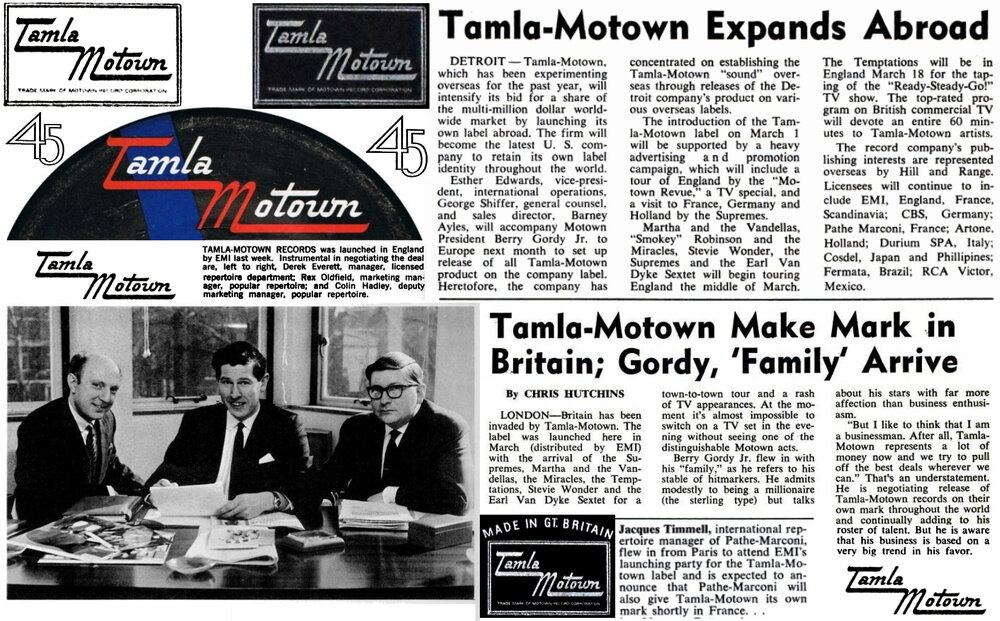 Tamla
Motown
TRADE MARK OF MOTOWN RECORD CORPORATION
Tamla
Motown
TRADE MARK OF MOTOWN RECORD CORPORATION
45
45
Tamla
Motown
Tamla
Motown
TAMLA-MOTOWN RECORDS was launched in England
by EMI last week. Instrumental in negotiating the deal
are, left to right, Derek Everett, manager, licensed
repertoire department; Rex Oldfield, marketing man-
ager, popular repertoire; and Colin Hadley, deputy
marketing manager, popular repertoire.
Tamla-Motown Expands Abroad
DETROIT — Tamla-Motown,
which has been experimenting
overseas for the past year, will
intensify its bid for a share of
the multi-million dollar world-
wide market by launching its
own label abroad. The firm will
become the latest U. S. com-
pany to retain its own label
identity throughout the world.
Esther Edwards, vice-presi-
dent, international operations,
George Shiffer, general counsel,
and sales director, Barney
Ayles, will accompany Motown
President Berry Gordy Jr. to
Europe next month to set up
release of all Tamla-Motown
product on the company label.
Heretofore, the company has
concentrated on establishing the
Tamla-Motown "sound" over-
seas through releases of the De-
troit company's product on vari-
ous overseas labels.
The introduction of the Tam-
la-Motown label on March 1
will be supported by a heavy
advertising and promotion
campaign, which will include a
tour of England by the "Mo-
town Revue," a TV special, and
a visit to France, Germany and
Holland by the Supremes.
Martha and the Vandellas,
"Smokey" Robinson and the
Miracles, Stevie Wonder, the
Supremes and the Earl Van
Dyke Sextet will begin touring
England the middle of March.
The Temptations will be in
England March 18 for the tap-
ing of the "Ready-Steady-Go!"
TV show. The top-rated pro-
gram on British commercial TV
will devote an entire 60 min-
utes to Tamla-Motown artists.
The record company's pub-
lishing interests are represented
overseas by Hill and Range.
Licensees will continue to in-
clude EMI, England, France,
Scandinavia; CBS, Germany;
Pathe Marconi, France; Artone,
Holland; Durium SPA, Italy;
Cosdel, Japan and Phillipines;
Fermata, Brazil; RCA Victor,
Mexico.
Tamla-Motown Make Mark in
Britain; Gordy, 'Family' Arrive
By CHRIS HUTCHINS
LONDON—Britain has been
invaded by Tamla-Motown. The
label was launched here in
March (distributed by EMI)
with the arrival of the Su-
premes, Martha and the Van-
dellas, the Miracles, the Temp-
tations, Stevie Wonder and the
Earl Van Dyke Sextet for a
town-to-town tour and a rash
of TV appearances. At the mo-
ment it's almost impossible to
switch on a TV set in the eve-
ning without seeing one of the
distinguishable Motown acts.
Berry Gordy Jr. flew in with
his "family," as he refers to his
stable of hitmakers. He admits
modestly to being a millionaire
(the sterling type) but talks
about his stars with far more
affection than business enthusi-
asm.
"But I like to think that I am
a businessman. After all, Tamla-
Motown represents a lot of
money now and we try to pull
off the best deals wherever we
can." That's an understatement.
He is negotiating release of
Tamla-Motown records on their
own mark throughout the world
and continually adding to his
roster of talent. But he is aware
that his business is based on a
very big trend in his favor.
MADE IN GT. BRITAIN
Tamla
Motown
TRADE MARK OF MOTOWN RECORD CORPORATION
Jacques Timmell, international rep-
ertoire manager of Pathe-Marconi,
flew in from Paris to attend EMI's
launching party for the Tamla-Mo-
town label and is expected to an-
nounce that Pathe-Marconi will
also give Tamla-Motown its own
mark shortly in France. . .
Tamla
Motown